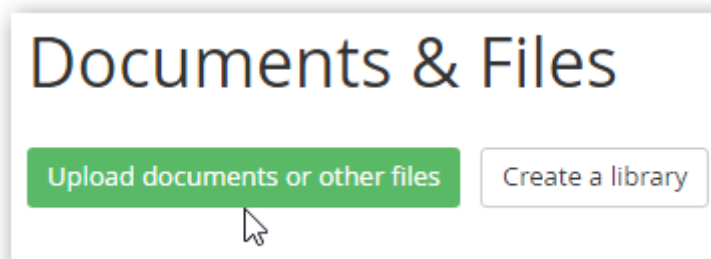 Documents & Files
Upload documents or other files
Create a library